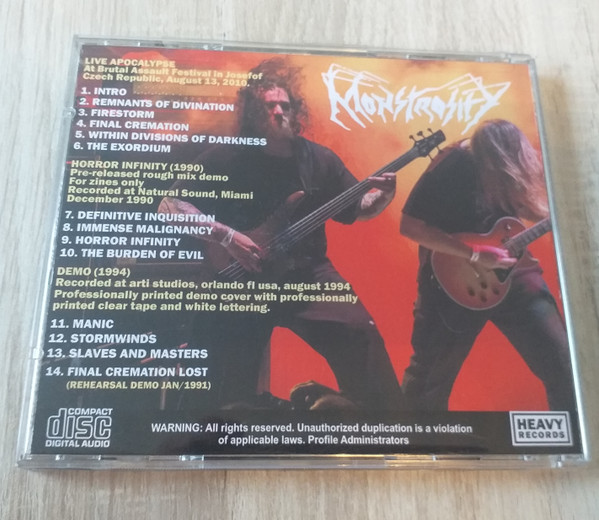 LIVE APOCALYPSE
At Brutal Assault Festival in Josefof
Czech Republic, August 13, 2010.
1. INTRO
2. REMNANTS OF DIVINATION
3. FIRESTORM
4. FINAL CREMATION
5. WITHIN DIVISIONS OF DARKNESS
6. THE EXORDIUM
HORROR INFINITY (1990)
Pre-released rough mix demo
For zines only
Recorded at Natural Sound, Miami
December 1990
7. DEFINITIVE INQUISITION
8. IMMENSE MALIGNANCY
9. HORROR INFINITY
10. THE BURDEN OF EVIL
DEMO (1994)
Recorded at arti studios, orlando fl usa, august 1994
Professionally printed demo cover with professionally
printed clear tape and white lettering.
11. MANIC
12. STORMWINDS
13. SLAVES AND MASTERS
14. FINAL CREMATION LOST
(REHEARSAL DEMO JAN/1991)
MONSTROSITY
COMPACT
disc
DIGITAL AUDIO
WARNING: All rights reserved. Unauthorized duplication is a violation
of applicable laws. Profile Administrators
HEAVY
RECORDS